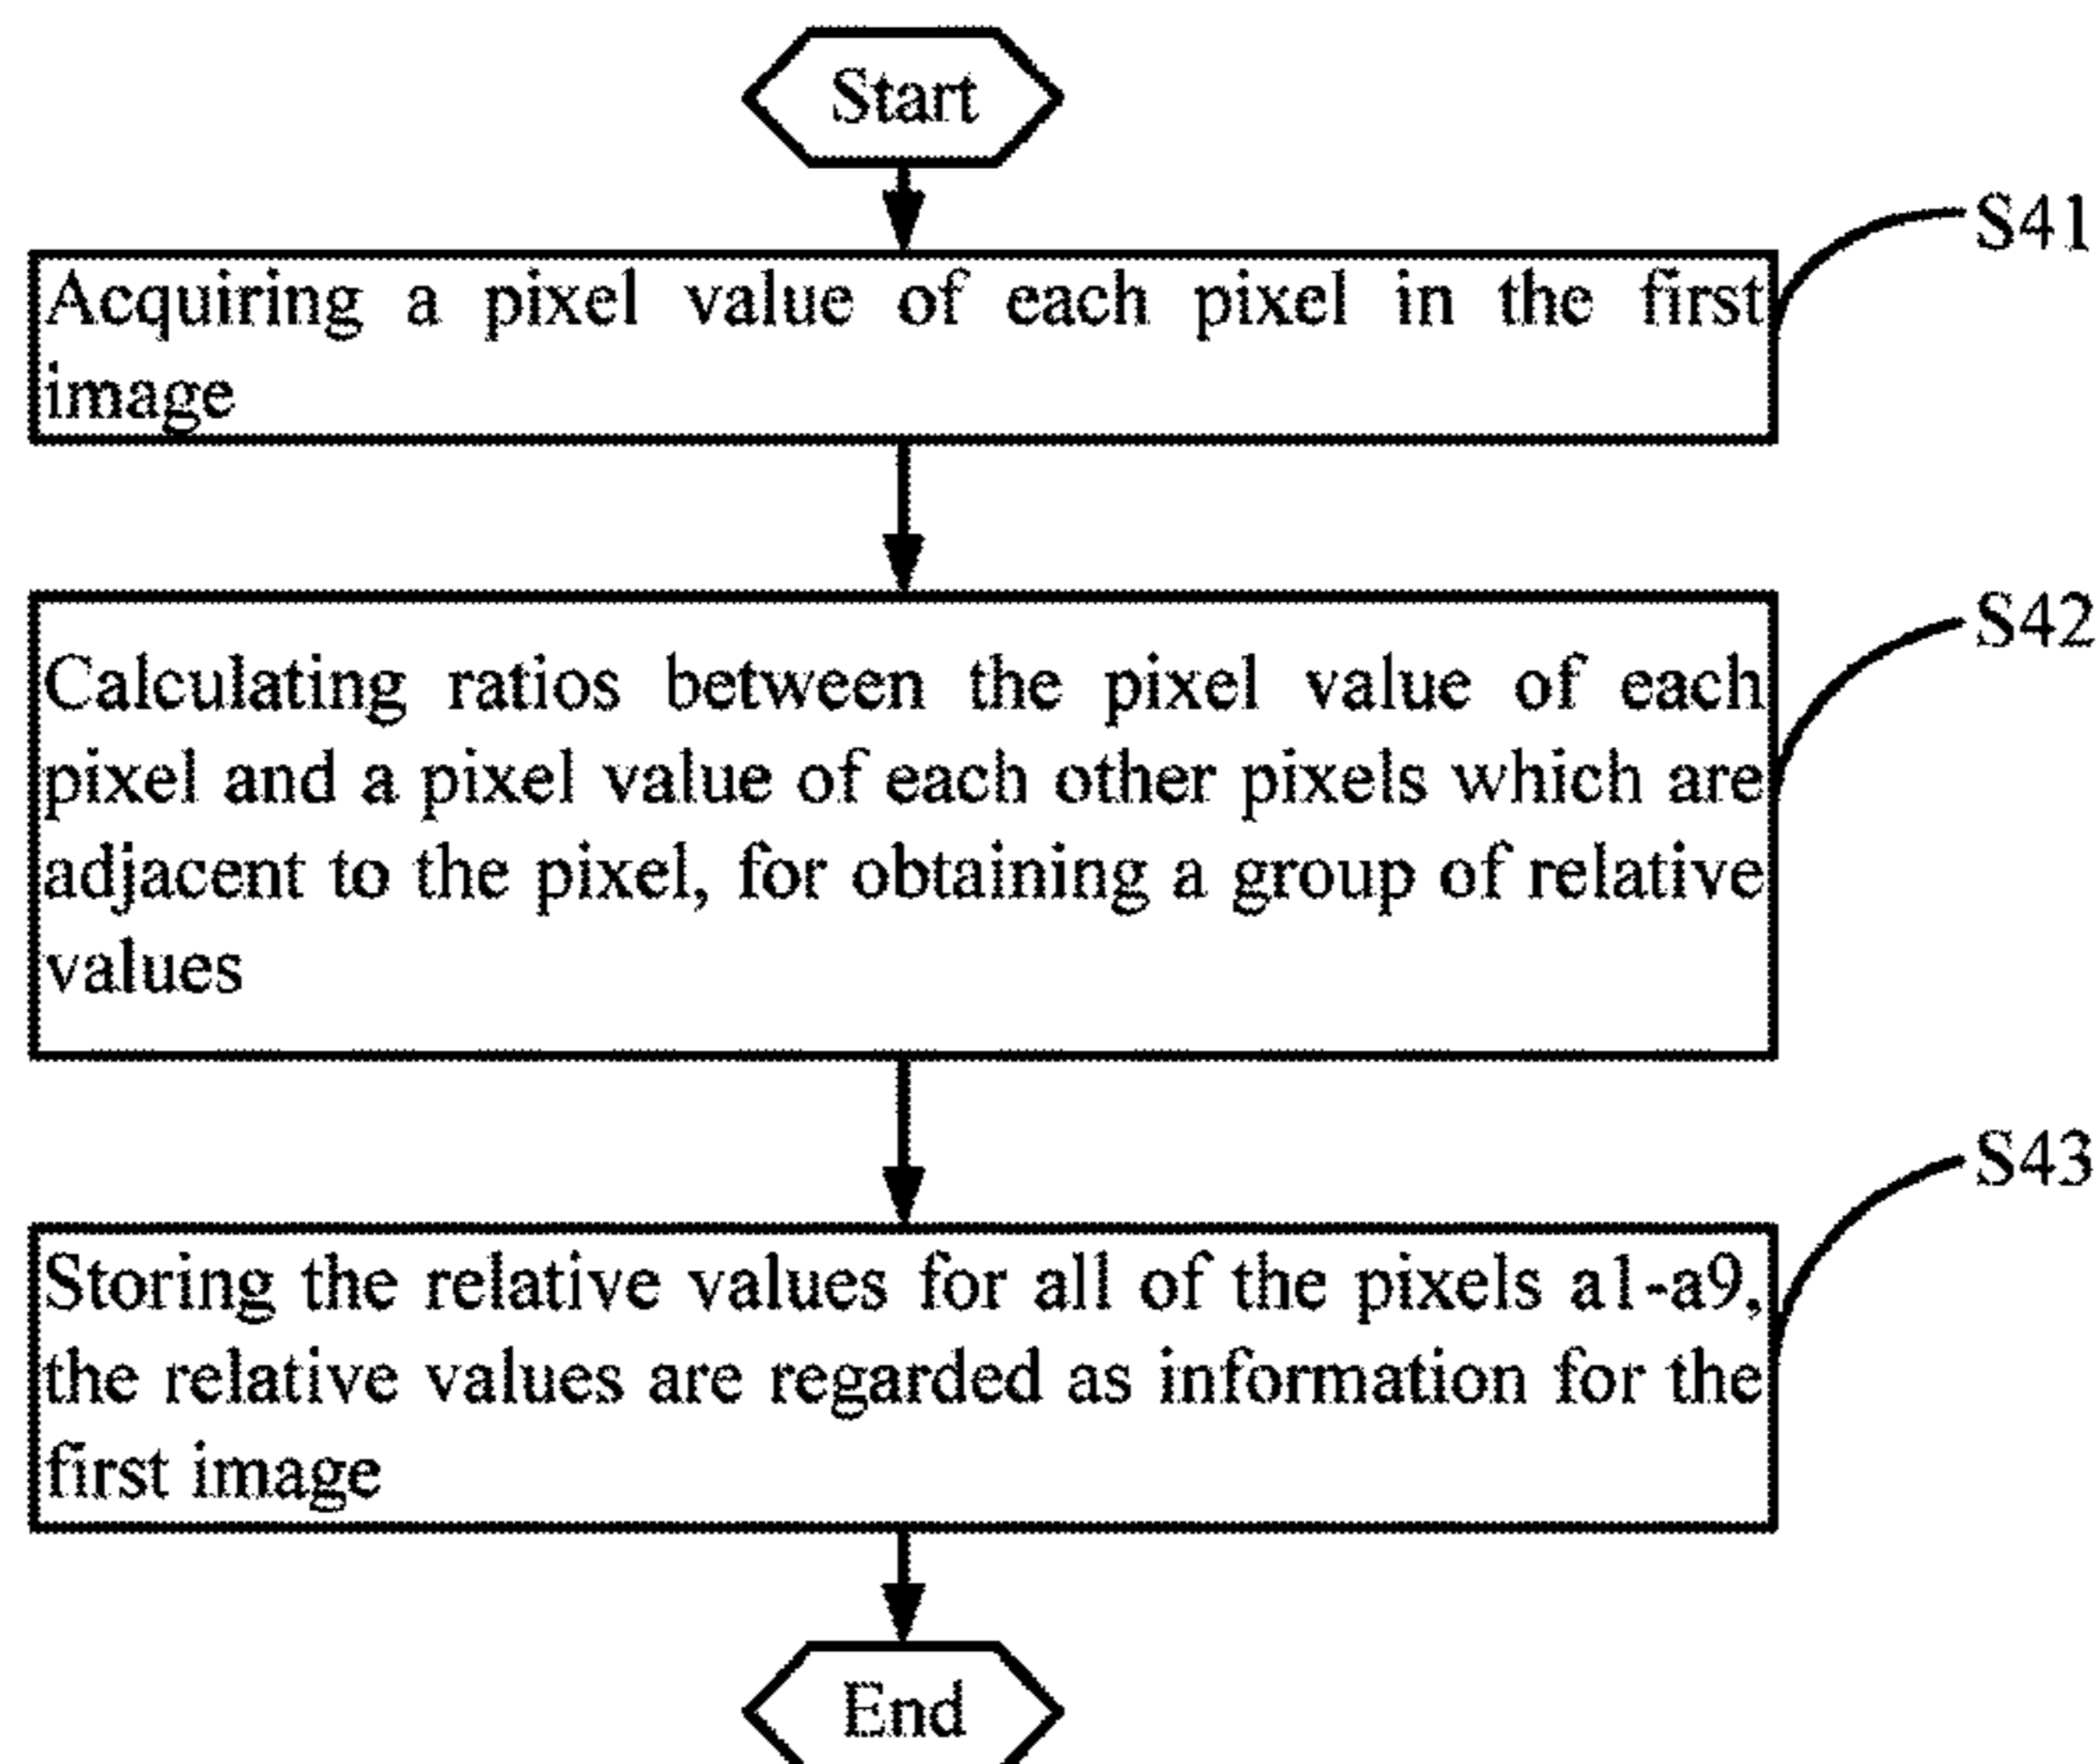 Start
S41
Acquiring a pixel value of each pixel in the first
image
S42
Calculating ratios between the pixel value of each
pixel and a pixel value of each other pixels which are
adjacent to the pixel, for obtaining a group of relative
values
S43
Storing the relative values for all of the pixels a1-a9,
the relative values are regarded as information for the
first image
End